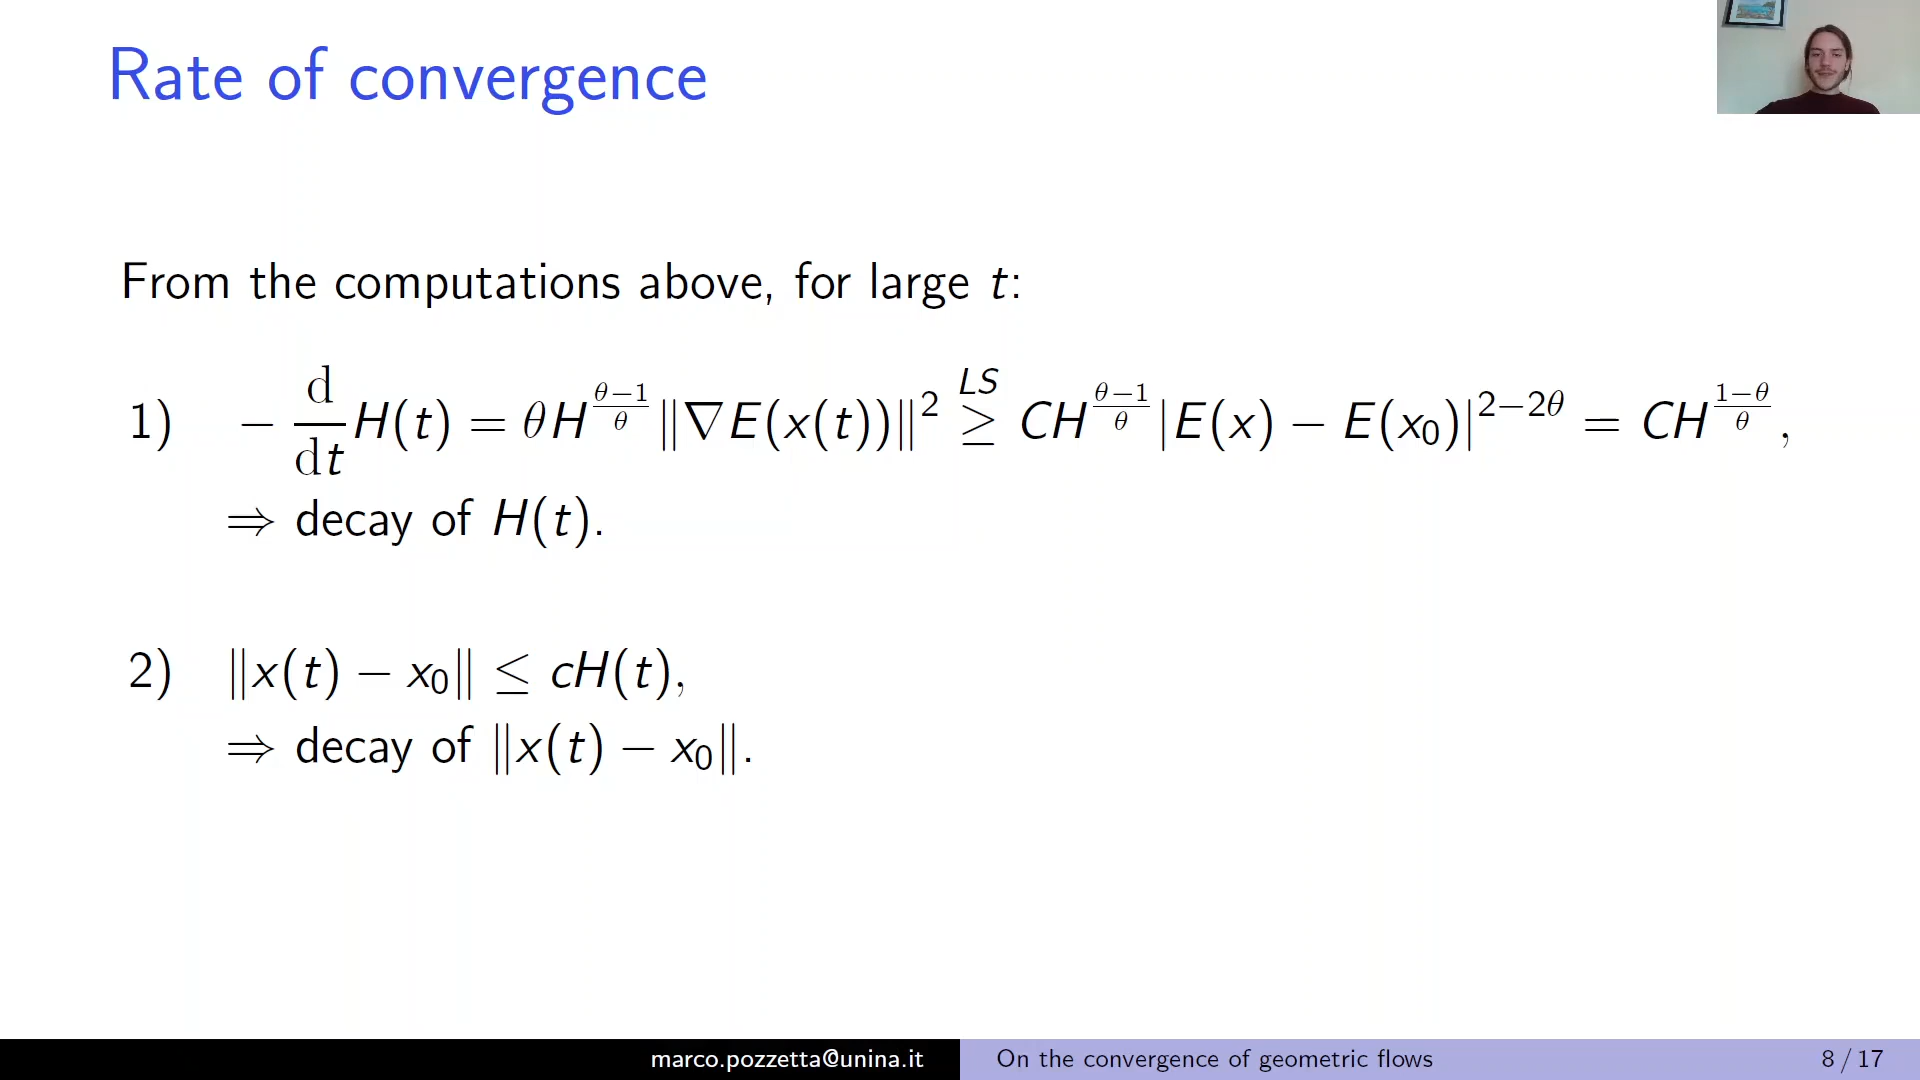 Rate of convergence
From the computations above, for large t:
1) − d/dt H(t) = θH^{(θ−1)/θ} ‖∇E(x(t))‖² ≥^{LS} CH^{(θ−1)/θ} |E(x) − E(x₀)|^{2−2θ} = CH^{(1−θ)/θ},
⇒ decay of H(t).
2) ‖x(t) − x₀‖ ≤ cH(t),
⇒ decay of ‖x(t) − x₀‖.
marco.pozzetta@unina.it On the convergence of geometric flows 8 / 17